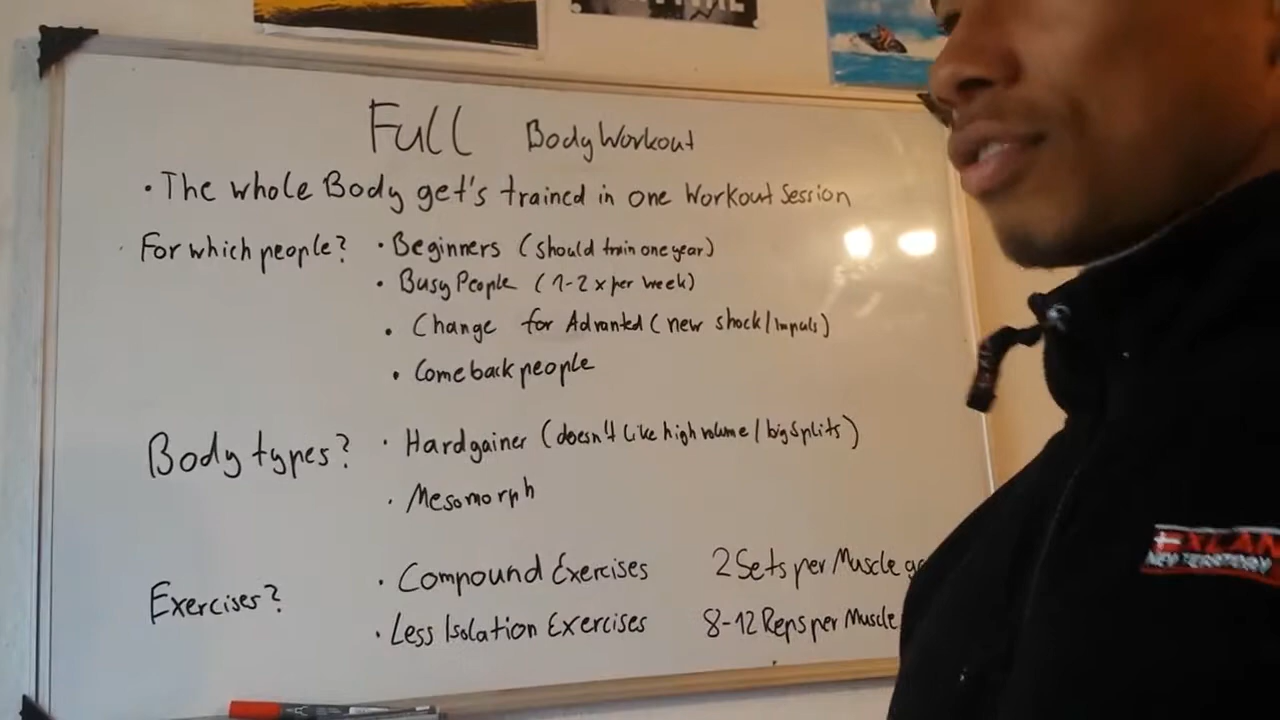 Full Body Workout
• The whole Body get's trained in one Workout Session
For which people? • Beginners (should train one year)
• Busy People (1-2 x per week)
• Change for Advanted (new shock/Impuls)
• Comeback people
Body types? • Hardgainer (doesn't like high volume / big Splits)
• Mesomorph
Exercises? • Compound Exercises 2 Sets per Muscle
• Less Isolation Exercises 8-12 Reps per Muscle